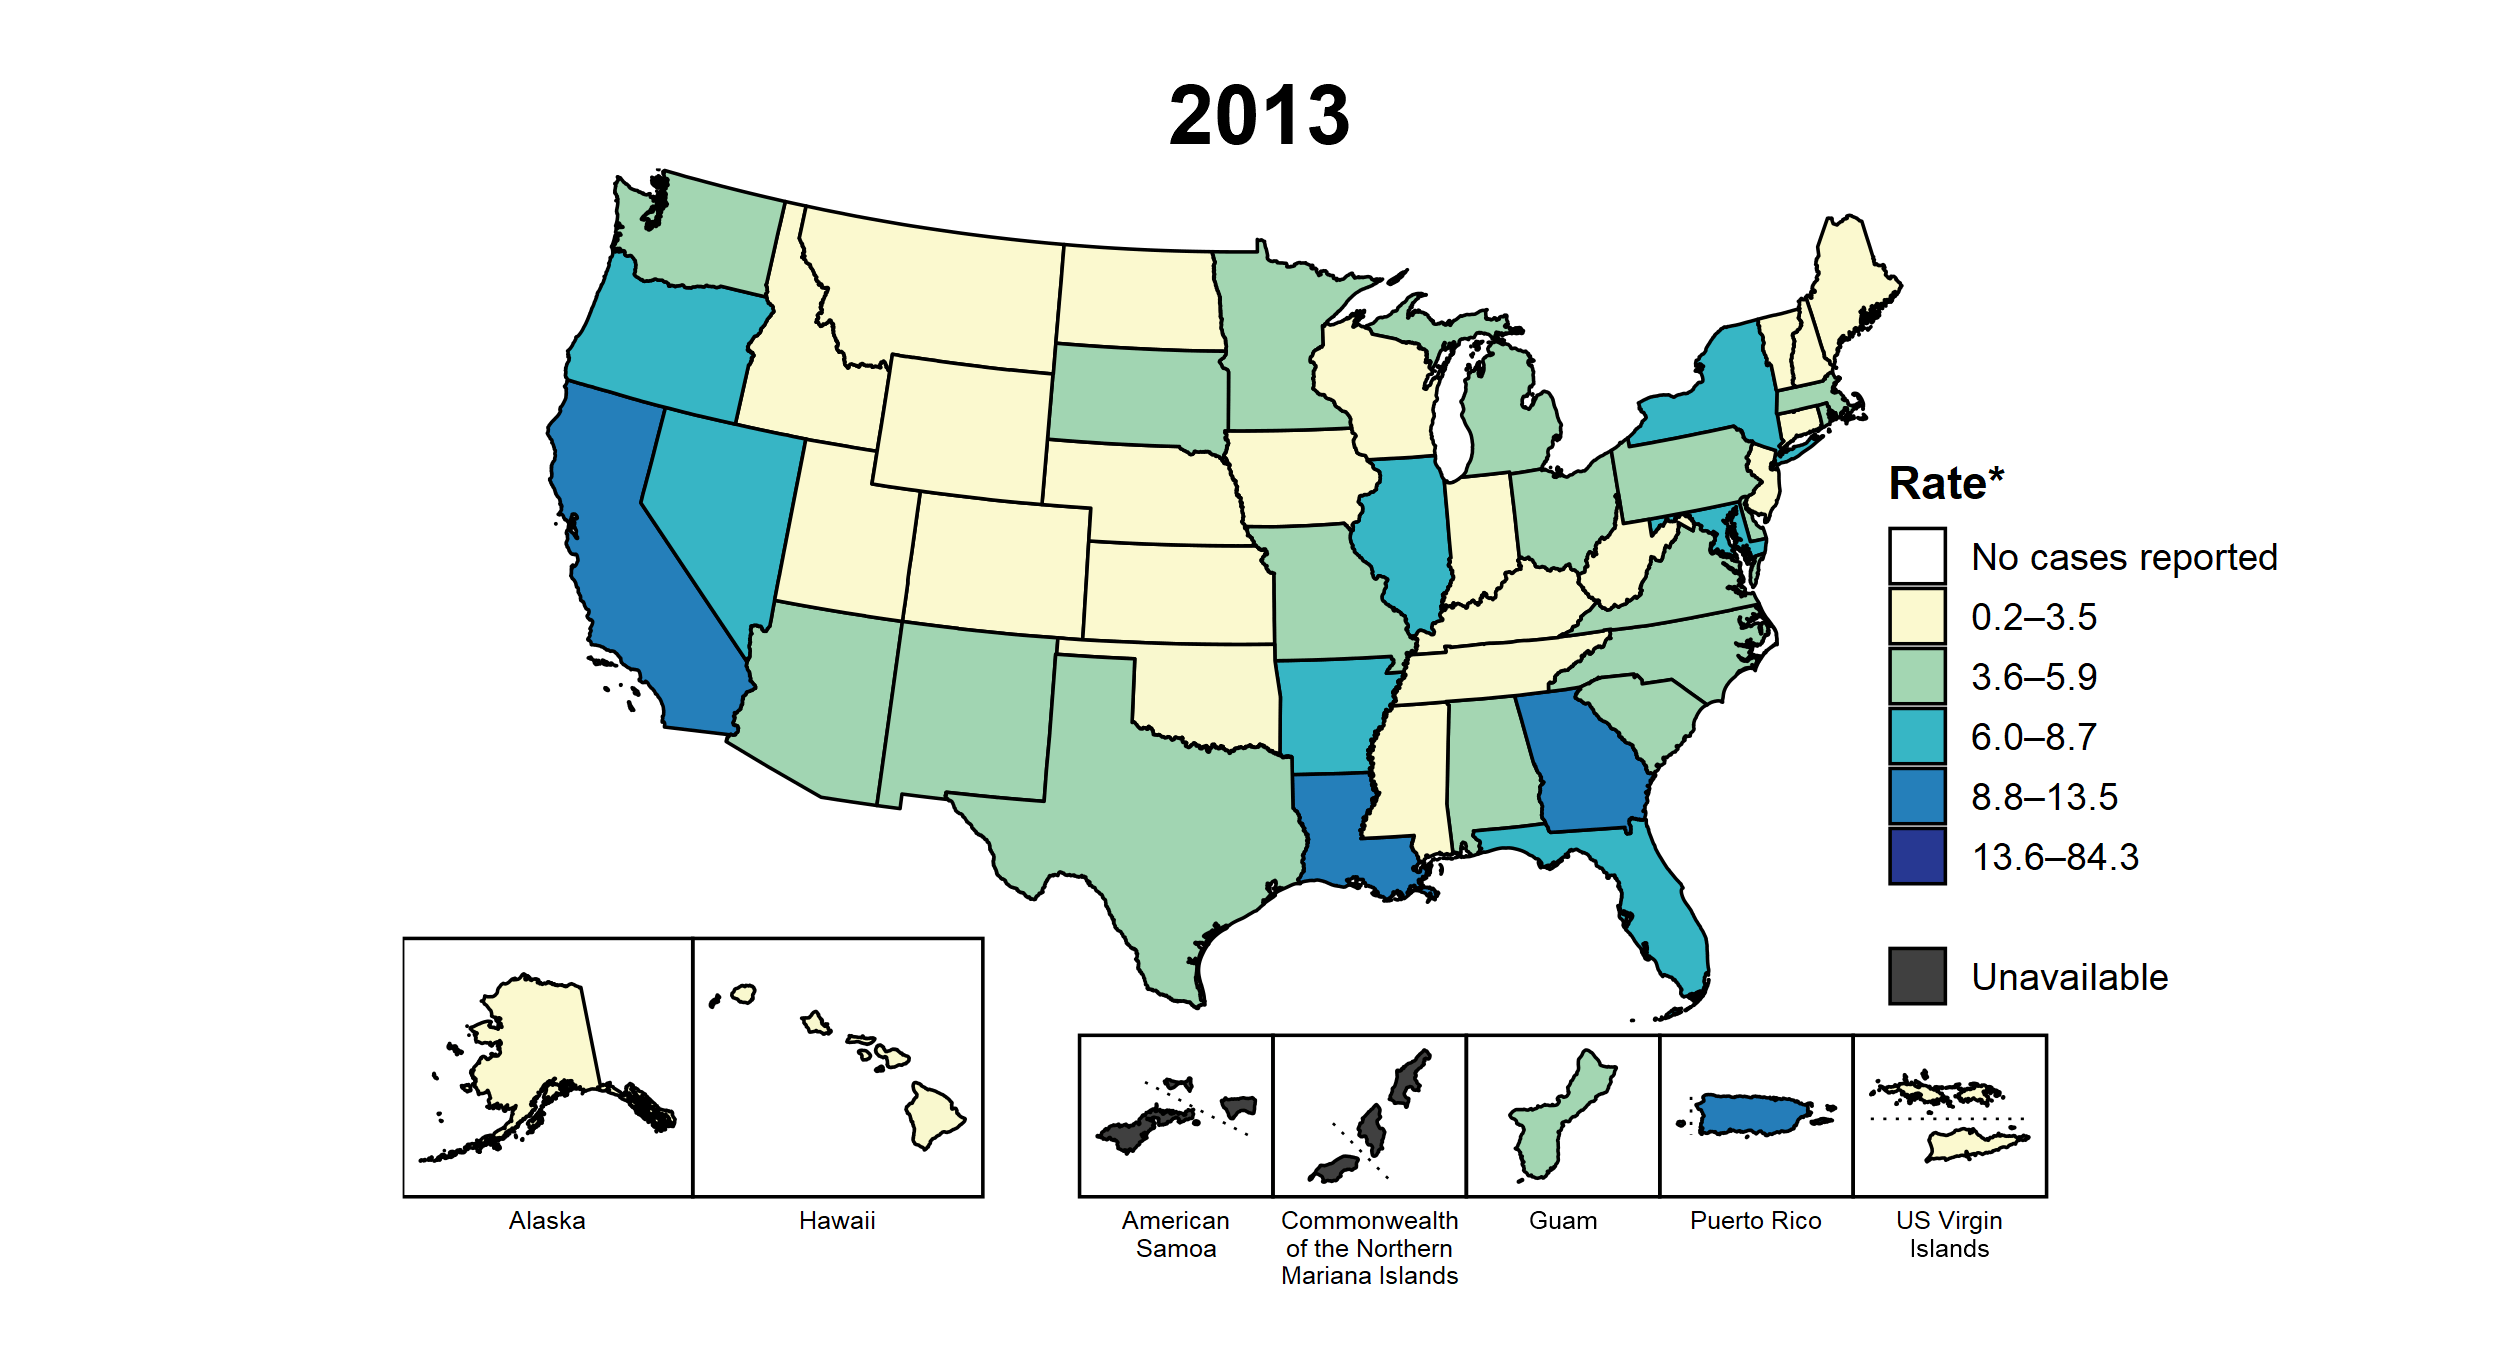 2013
Rate*
No cases reported
0.2–3.5
3.6–5.9
6.0–8.7
8.8–13.5
13.6–84.3
Unavailable
Alaska
Hawaii
American
Samoa
Commonwealth
of the Northern
Mariana Islands
Guam
Puerto Rico
US Virgin
Islands